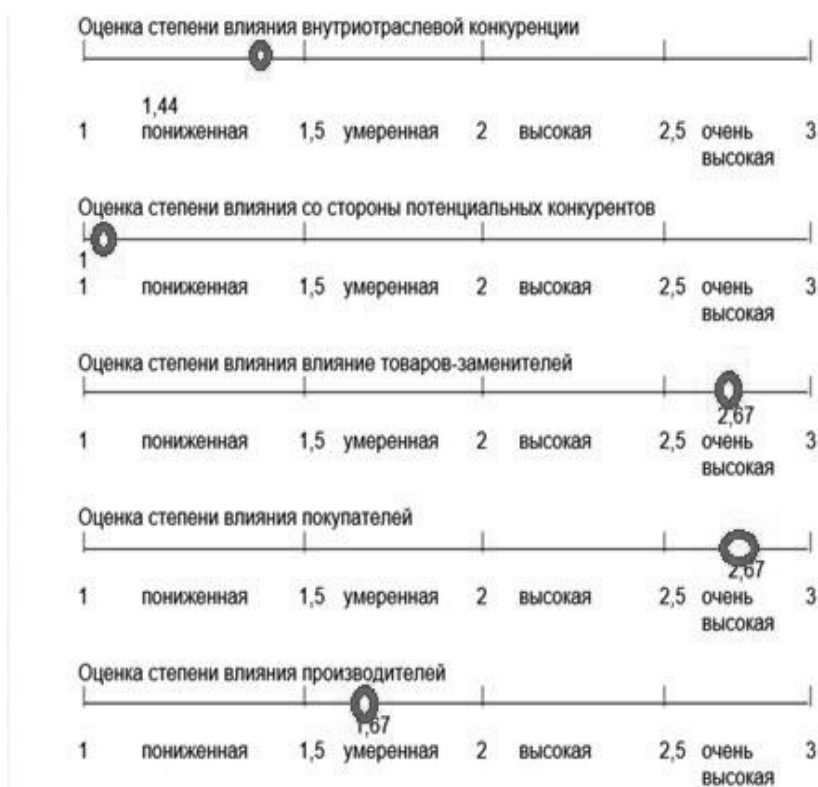 Оценка степени влияния внутриотраслевой конкуренции
1,44
1 пониженная 1,5 умеренная 2 высокая 2,5 очень 3
высокая
Оценка степени влияния со стороны потенциальных конкурентов
1
1 пониженная 1,5 умеренная 2 высокая 2,5 очень 3
высокая
Оценка степени влияния влияние товаров-заменителей
2,67
1 пониженная 1,5 умеренная 2 высокая 2,5 очень 3
высокая
Оценка степени влияния покупателей
2,67
1 пониженная 1,5 умеренная 2 высокая 2,5 очень 3
высокая
Оценка степени влияния производителей
1,67
1 пониженная 1,5 умеренная 2 высокая 2,5 очень 3
высокая